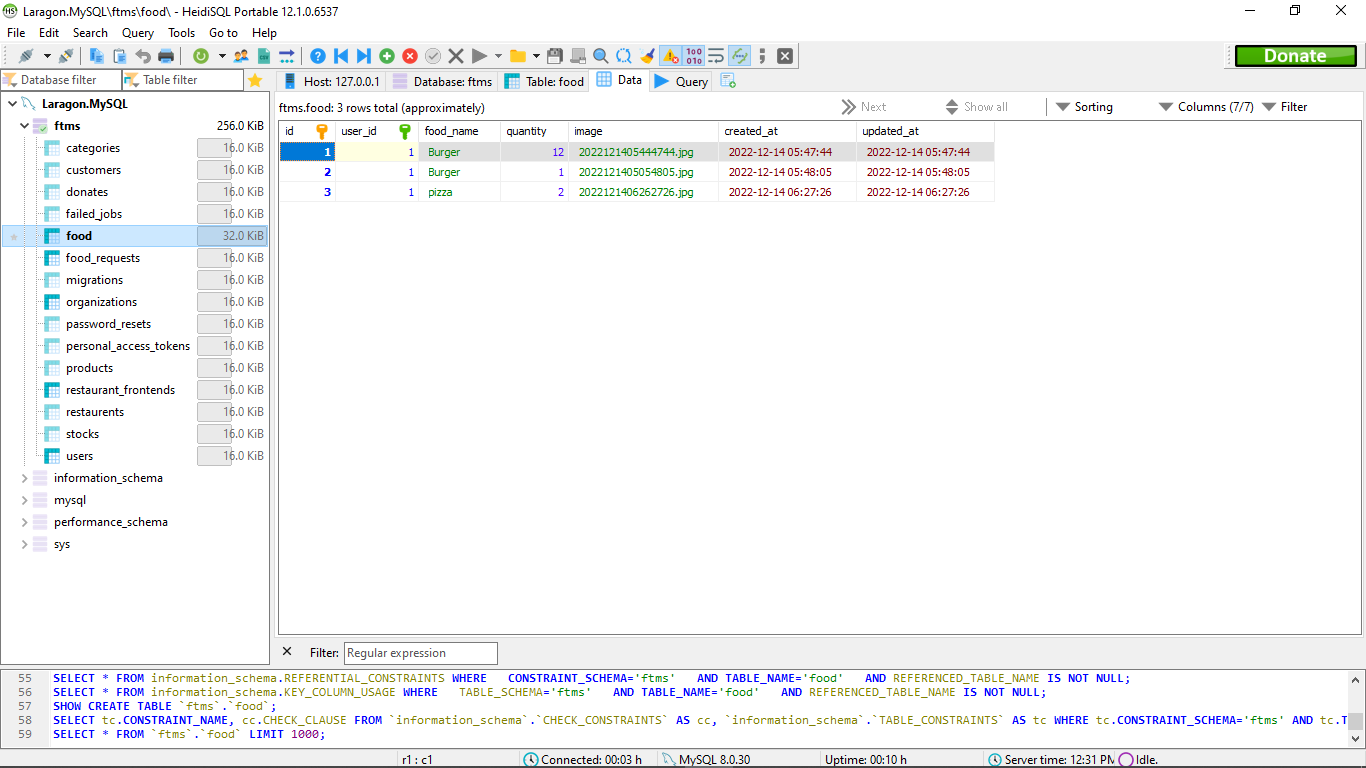 Laragon.MySQL\ftms\food\ - HeidiSQL Portable 12.1.0.6537
File Edit Search Query Tools Go to Help
Donate
Database filter Table filter
Host: 127.0.0.1 Database: ftms Table: food Data Query
Laragon.MySQL
ftms 256.0 KiB
categories 16.0 KiB
customers 16.0 KiB
donates 16.0 KiB
failed_jobs 16.0 KiB
food 32.0 KiB
food_requests 16.0 KiB
migrations 16.0 KiB
organizations 16.0 KiB
password_resets 16.0 KiB
personal_access_tokens 16.0 KiB
products 16.0 KiB
restaurant_frontends 16.0 KiB
restaurents 16.0 KiB
stocks 16.0 KiB
users 16.0 KiB
information_schema
mysql
performance_schema
sys
ftms.food: 3 rows total (approximately) Next Show all Sorting Columns (7/7) Filter
id user_id food_name quantity image created_at updated_at
1 1 Burger 12 2022121405444744.jpg 2022-12-14 05:47:44 2022-12-14 05:47:44
2 1 Burger 1 2022121405054805.jpg 2022-12-14 05:48:05 2022-12-14 05:48:05
3 1 pizza 2 2022121406262726.jpg 2022-12-14 06:27:26 2022-12-14 06:27:26
Filter: Regular expression
55 SELECT * FROM information_schema.REFERENTIAL_CONSTRAINTS WHERE CONSTRAINT_SCHEMA='ftms' AND TABLE_NAME='food' AND REFERENCED_TABLE_NAME IS NOT NULL;
56 SELECT * FROM information_schema.KEY_COLUMN_USAGE WHERE TABLE_SCHEMA='ftms' AND TABLE_NAME='food' AND REFERENCED_TABLE_NAME IS NOT NULL;
57 SHOW CREATE TABLE `ftms`.`food`;
58 SELECT tc.CONSTRAINT_NAME, cc.CHECK_CLAUSE FROM `information_schema`.`CHECK_CONSTRAINTS` AS cc, `information_schema`.`TABLE_CONSTRAINTS` AS tc WHERE tc.CONSTRAINT_SCHEMA='ftms' AND tc.T
59 SELECT * FROM `ftms`.`food` LIMIT 1000;
r1 : c1 Connected: 00:03 h MySQL 8.0.30 Uptime: 00:10 h Server time: 12:31 PM Idle.